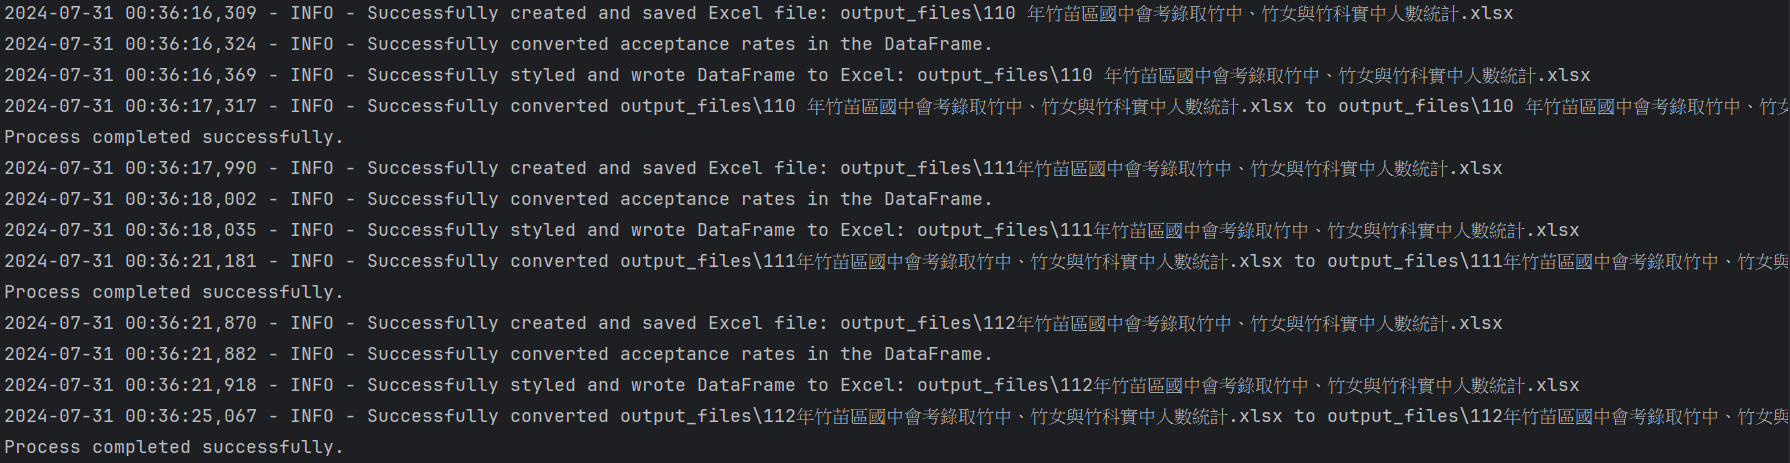 2024-07-31 00:36:16,309 - INFO - Successfully created and saved Excel file: output_files\110 年竹苗區國中會考錄取竹中、竹女與竹科實中人數統計.xlsx
2024-07-31 00:36:16,324 - INFO - Successfully converted acceptance rates in the DataFrame.
2024-07-31 00:36:16,369 - INFO - Successfully styled and wrote DataFrame to Excel: output_files\110 年竹苗區國中會考錄取竹中、竹女與竹科實中人數統計.xlsx
2024-07-31 00:36:17,317 - INFO - Successfully converted output_files\110 年竹苗區國中會考錄取竹中、竹女與竹科實中人數統計.xlsx to output_files\110 年竹苗區國中會考錄取竹中、竹女
Process completed successfully.
2024-07-31 00:36:17,990 - INFO - Successfully created and saved Excel file: output_files\111年竹苗區國中會考錄取竹中、竹女與竹科實中人數統計.xlsx
2024-07-31 00:36:18,002 - INFO - Successfully converted acceptance rates in the DataFrame.
2024-07-31 00:36:18,035 - INFO - Successfully styled and wrote DataFrame to Excel: output_files\111年竹苗區國中會考錄取竹中、竹女與竹科實中人數統計.xlsx
2024-07-31 00:36:21,181 - INFO - Successfully converted output_files\111年竹苗區國中會考錄取竹中、竹女與竹科實中人數統計.xlsx to output_files\111年竹苗區國中會考錄取竹中、竹女與
Process completed successfully.
2024-07-31 00:36:21,870 - INFO - Successfully created and saved Excel file: output_files\112年竹苗區國中會考錄取竹中、竹女與竹科實中人數統計.xlsx
2024-07-31 00:36:21,882 - INFO - Successfully converted acceptance rates in the DataFrame.
2024-07-31 00:36:21,918 - INFO - Successfully styled and wrote DataFrame to Excel: output_files\112年竹苗區國中會考錄取竹中、竹女與竹科實中人數統計.xlsx
2024-07-31 00:36:25,067 - INFO - Successfully converted output_files\112年竹苗區國中會考錄取竹中、竹女與竹科實中人數統計.xlsx to output_files\112年竹苗區國中會考錄取竹中、竹女與
Process completed successfully.